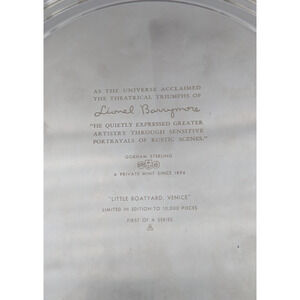 AS THE UNIVERSE ACCLAIMED
THE THEATRICAL TRIUMPHS OF
Lionel Barrymore
"HE QUIETLY EXPRESSED GREATER
ARTISTRY THROUGH SENSITIVE
PORTRAYALS OF RUSTIC SCENES."
GORHAM STERLING
A PRIVATE MINT SINCE
"LITTLE BOATYARD, VENICE"
LIMITED IN EDITION TO 10,000 PIECES
FIRST OF A SERIES